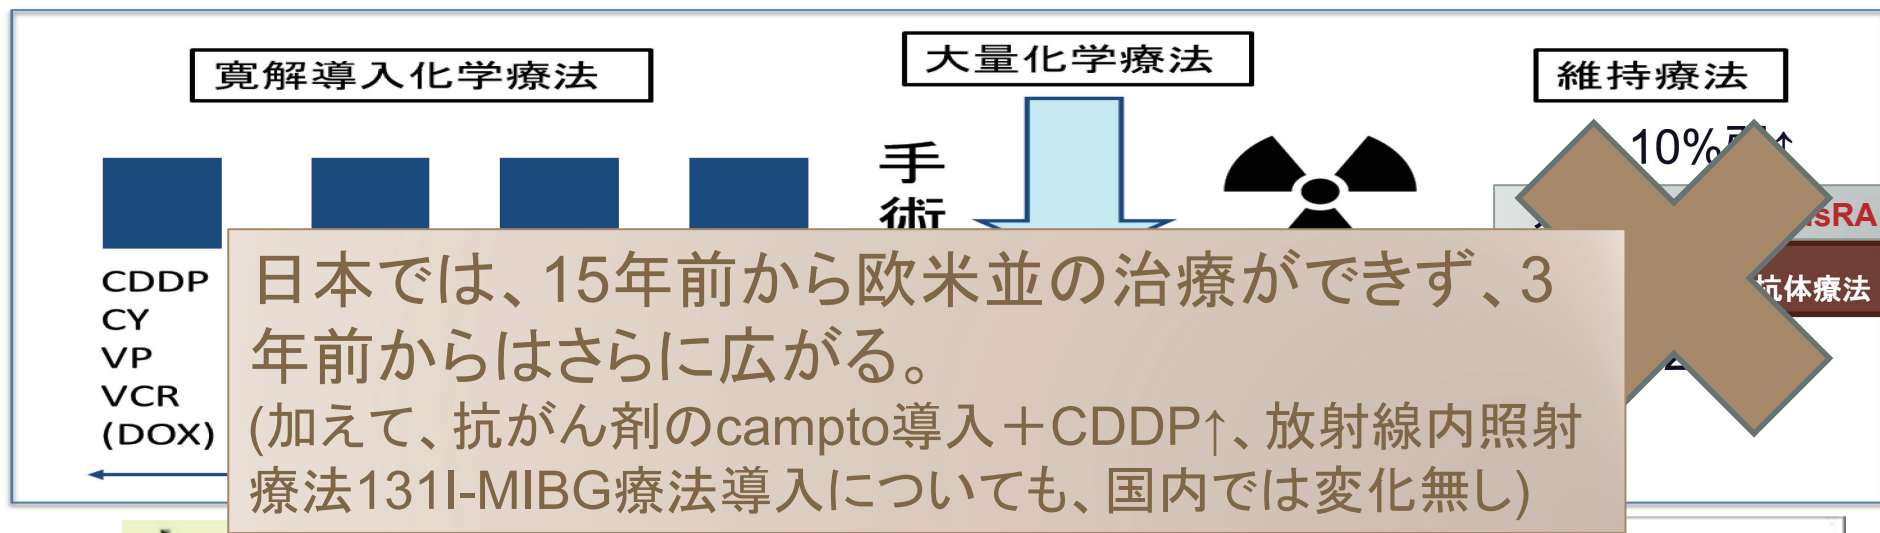 寛解導入化学療法
大量化学療法
維持療法
手
術
10%
sRA
抗体療法
CDDP
CY
VP
VCR
(DOX)
日本では、15年前から欧米並の治療ができず、3
年前からはさらに広がる。
(加えて、抗がん剤のcampto導入＋CDDP↑、放射線内照射
療法131I-MIBG療法導入についても、国内では変化無し)